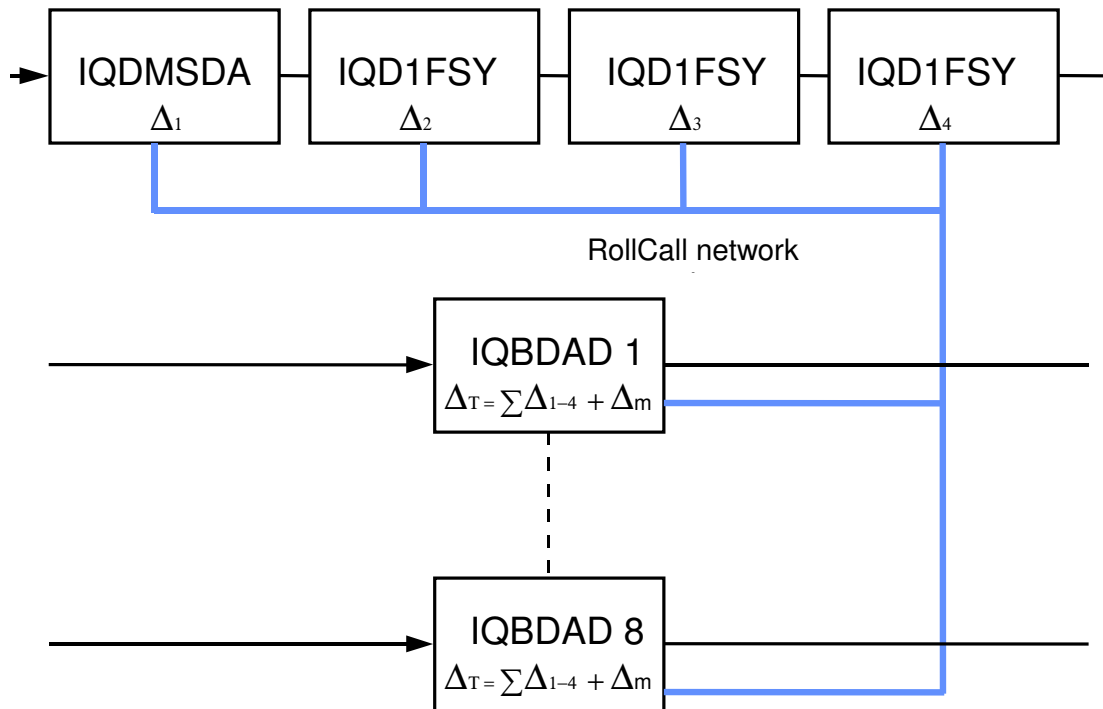 IQDMSDA IQD1FSY IQD1FSY IQD1FSY
Δ1 Δ2 Δ3 Δ4
RollCall network
IQBDAD 1
ΔT = ∑Δ1–4 + Δm
IQBDAD 8
ΔT = ∑Δ1–4 + Δm